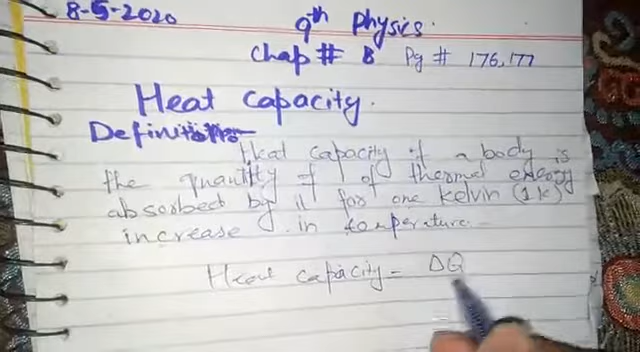 8-5-2020
9th Physics.
Chap # 8 Pg # 176,177
Heat Capacity.
Definition
Heat capacity of a body is
the quantity of of thermal energy
absorbed by it for one kelvin (1K)
increase in temperature.
Heat capacity = ΔQ